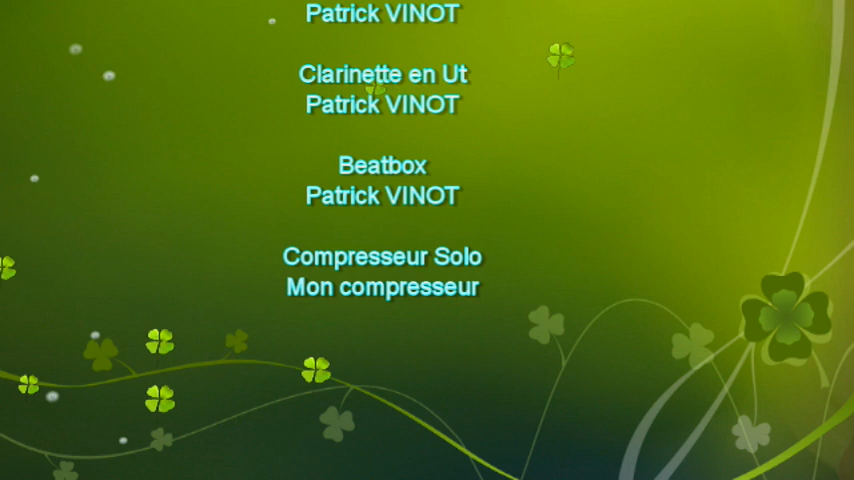 Patrick VINOT
Clarinette en Ut
Patrick VINOT
Beatbox
Patrick VINOT
Compresseur Solo
Mon compresseur